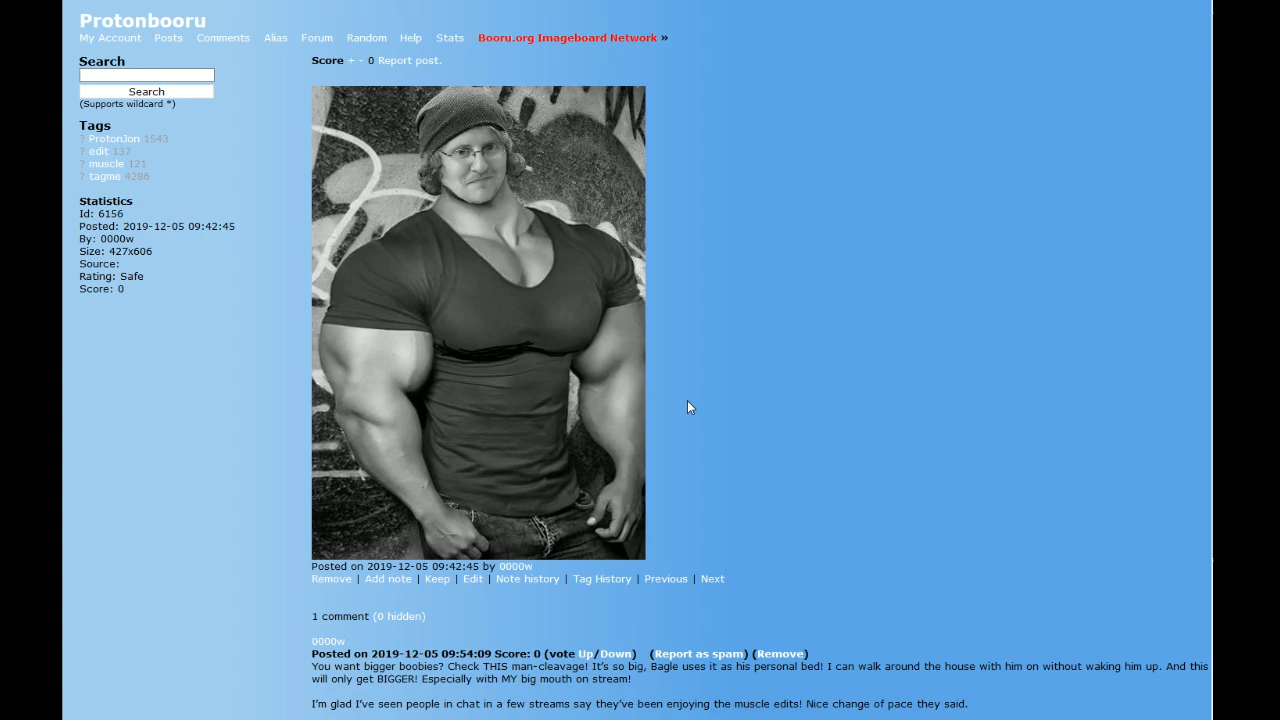 Protonbooru
My Account Posts Comments Alias Forum Random Help Stats Booru.org Imageboard Network »
Search
Search
(Supports wildcard *)
Tags
? ProtonJon 1543
? edit 137
? muscle 121
? tagme 4286
Statistics
Id: 6156
Posted: 2019-12-05 09:42:45
By: 0000w
Size: 427x606
Source:
Rating: Safe
Score: 0
Score + - 0 Report post.
Posted on 2019-12-05 09:42:45 by 0000w
Remove | Add note | Keep | Edit | Note history | Tag History | Previous | Next
1 comment (0 hidden)
0000w
Posted on 2019-12-05 09:54:09 Score: 0 (vote Up/Down) (Report as spam) (Remove)
You want bigger boobies? Check THIS man-cleavage! It's so big, Bagle uses it as his personal bed! I can walk around the house with him on without waking him up. And this
will only get BIGGER! Especially with MY big mouth on stream!
I'm glad I've seen people in chat in a few streams say they've been enjoying the muscle edits! Nice change of pace they said.